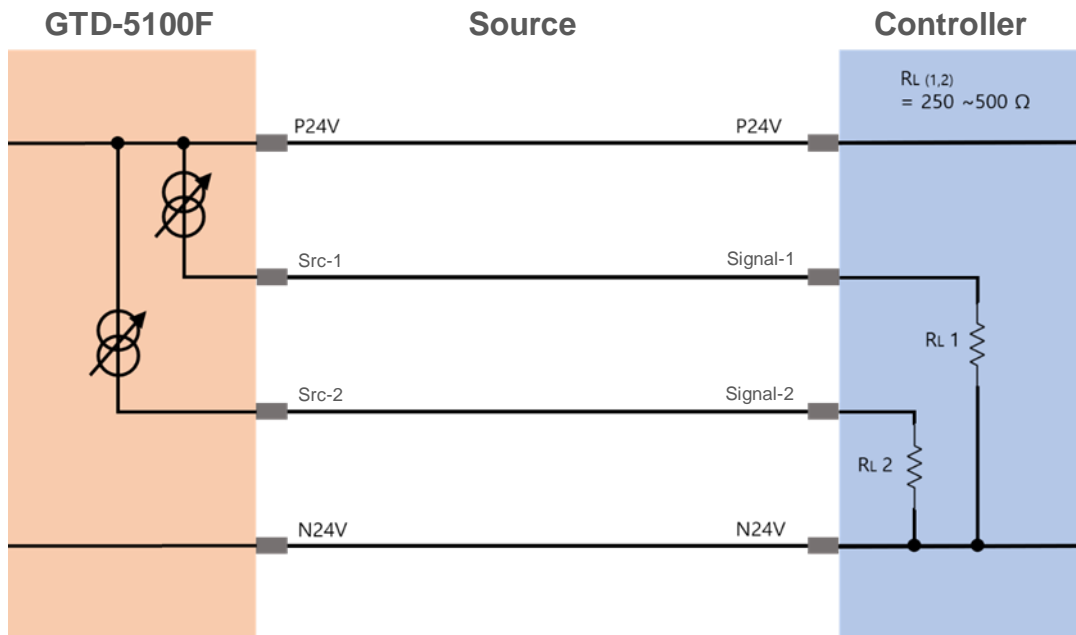 GTD-5100F
Source
Controller
RL (1,2)
= 250 ~500 Ω
P24V
P24V
Src-1
Signal-1
RL 1
Src-2
Signal-2
RL 2
N24V
N24V